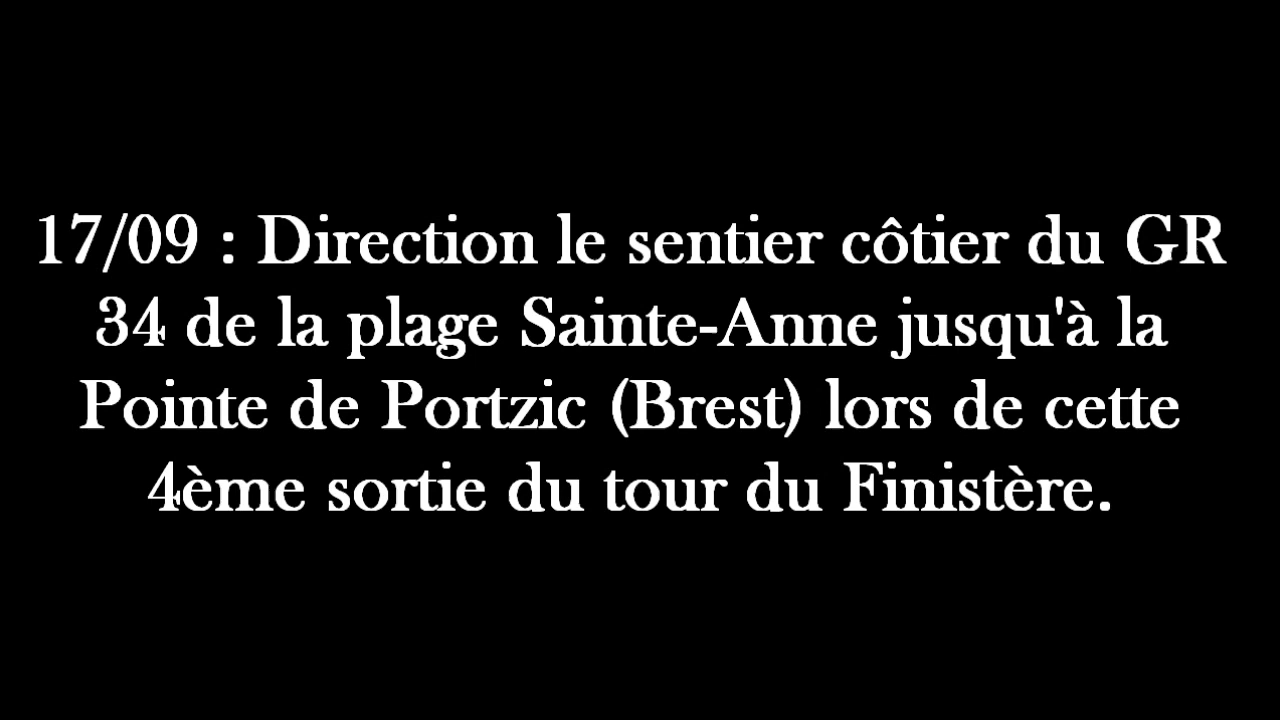 17/09 : Direction le sentier côtier du GR
34 de la plage Sainte-Anne jusqu'à la
Pointe de Portzic (Brest) lors de cette
4ème sortie du tour du Finistère.